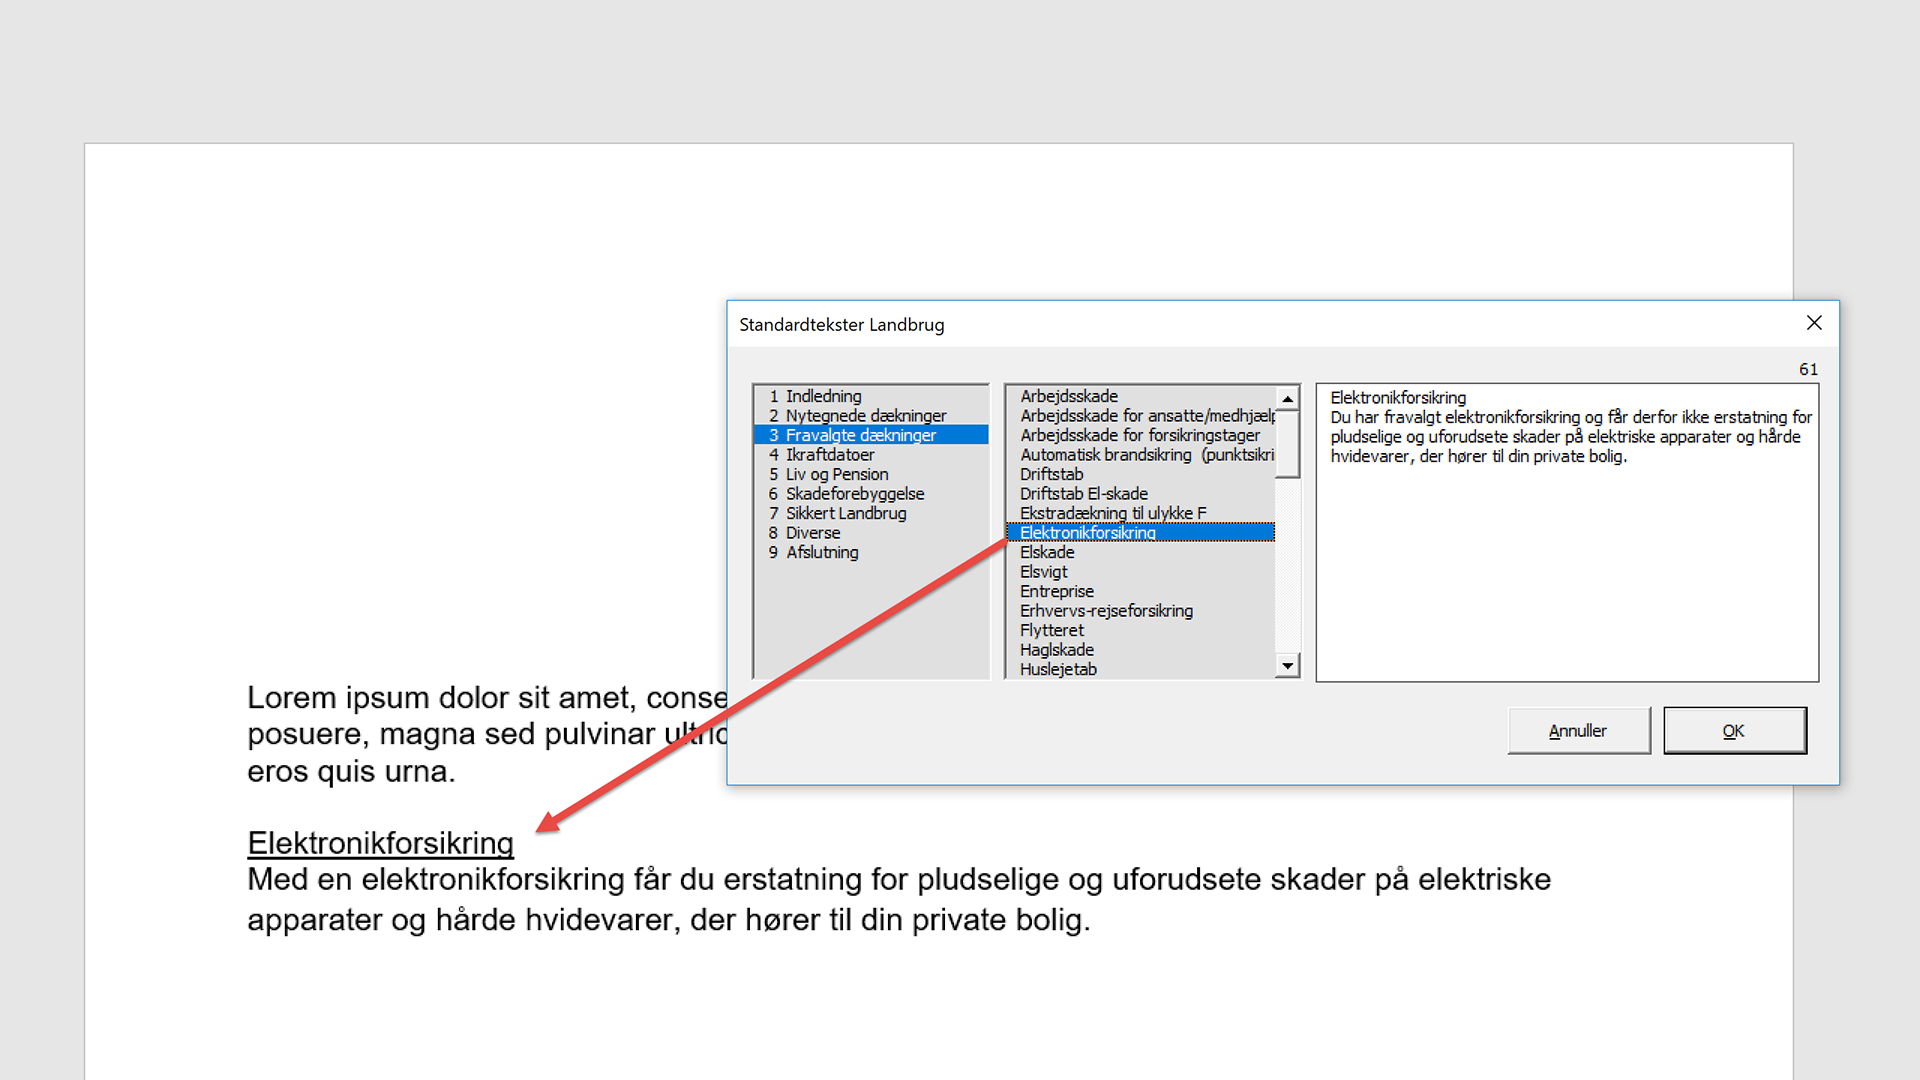 Standardtekster Landbrug
61
1 Indledning
2 Nytegnede dækninger
3 Fravalgte dækninger
4 Ikraftdatoer
5 Liv og Pension
6 Skadeforebyggelse
7 Sikkert Landbrug
8 Diverse
9 Afslutning
Arbejdsskade
Arbejdsskade for ansatte/medhjælp
Arbejdsskade for forsikringstager
Automatisk brandsikring (punktsikri
Driftstab
Driftstab El-skade
Ekstradækning til ulykke F
Elektronikforsikring
Elskade
Elsvigt
Entreprise
Erhvervs-rejseforsikring
Flytteret
Haglskade
Huslejetab
Elektronikforsikring
Du har fravalgt elektronikforsikring og får derfor ikke erstatning for
pludselige og uforudsete skader på elektriske apparater og hårde
hvidevarer, der hører til din private bolig.
Annuller
OK
Lorem ipsum dolor sit amet, conse
posuere, magna sed pulvinar ultric
eros quis urna.
Elektronikforsikring
Med en elektronikforsikring får du erstatning for pludselige og uforudsete skader på elektriske
apparater og hårde hvidevarer, der hører til din private bolig.